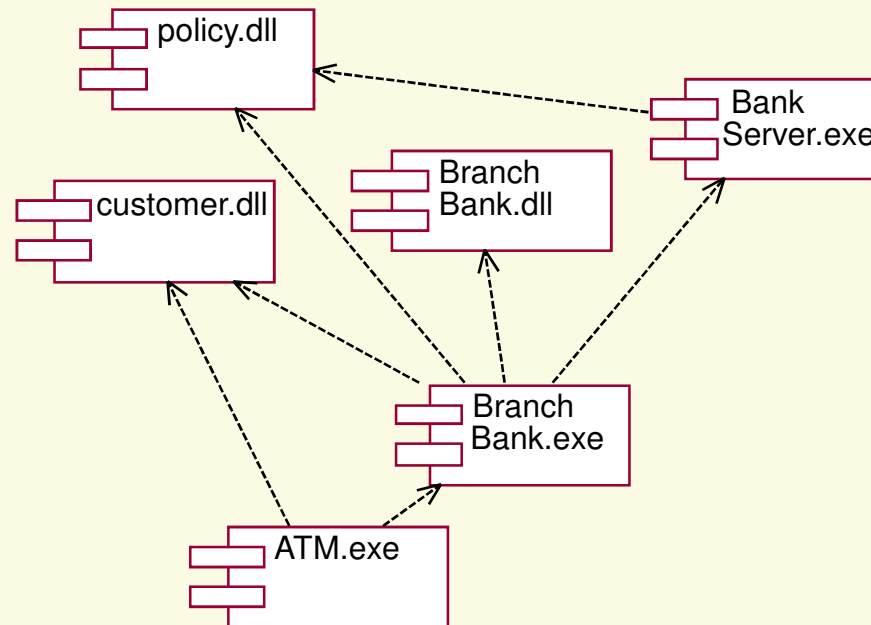 policy.dll
Bank
Server.exe
Branch
Bank.dll
customer.dll
Branch
Bank.exe
ATM.exe